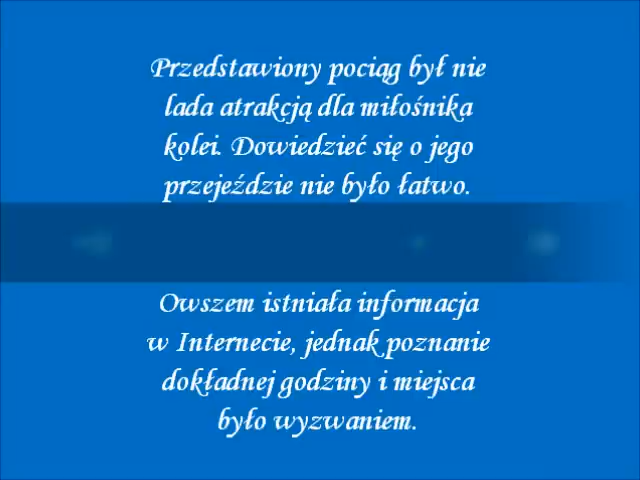 Przedstawiony pociąg był nie
lada atrakcją dla miłośnika
kolei. Dowiedzieć się o jego
przejeździe nie było łatwo.
Owszem istniała informacja
w Internecie, jednak poznanie
dokładnej godziny i miejsca
było wyzwaniem.